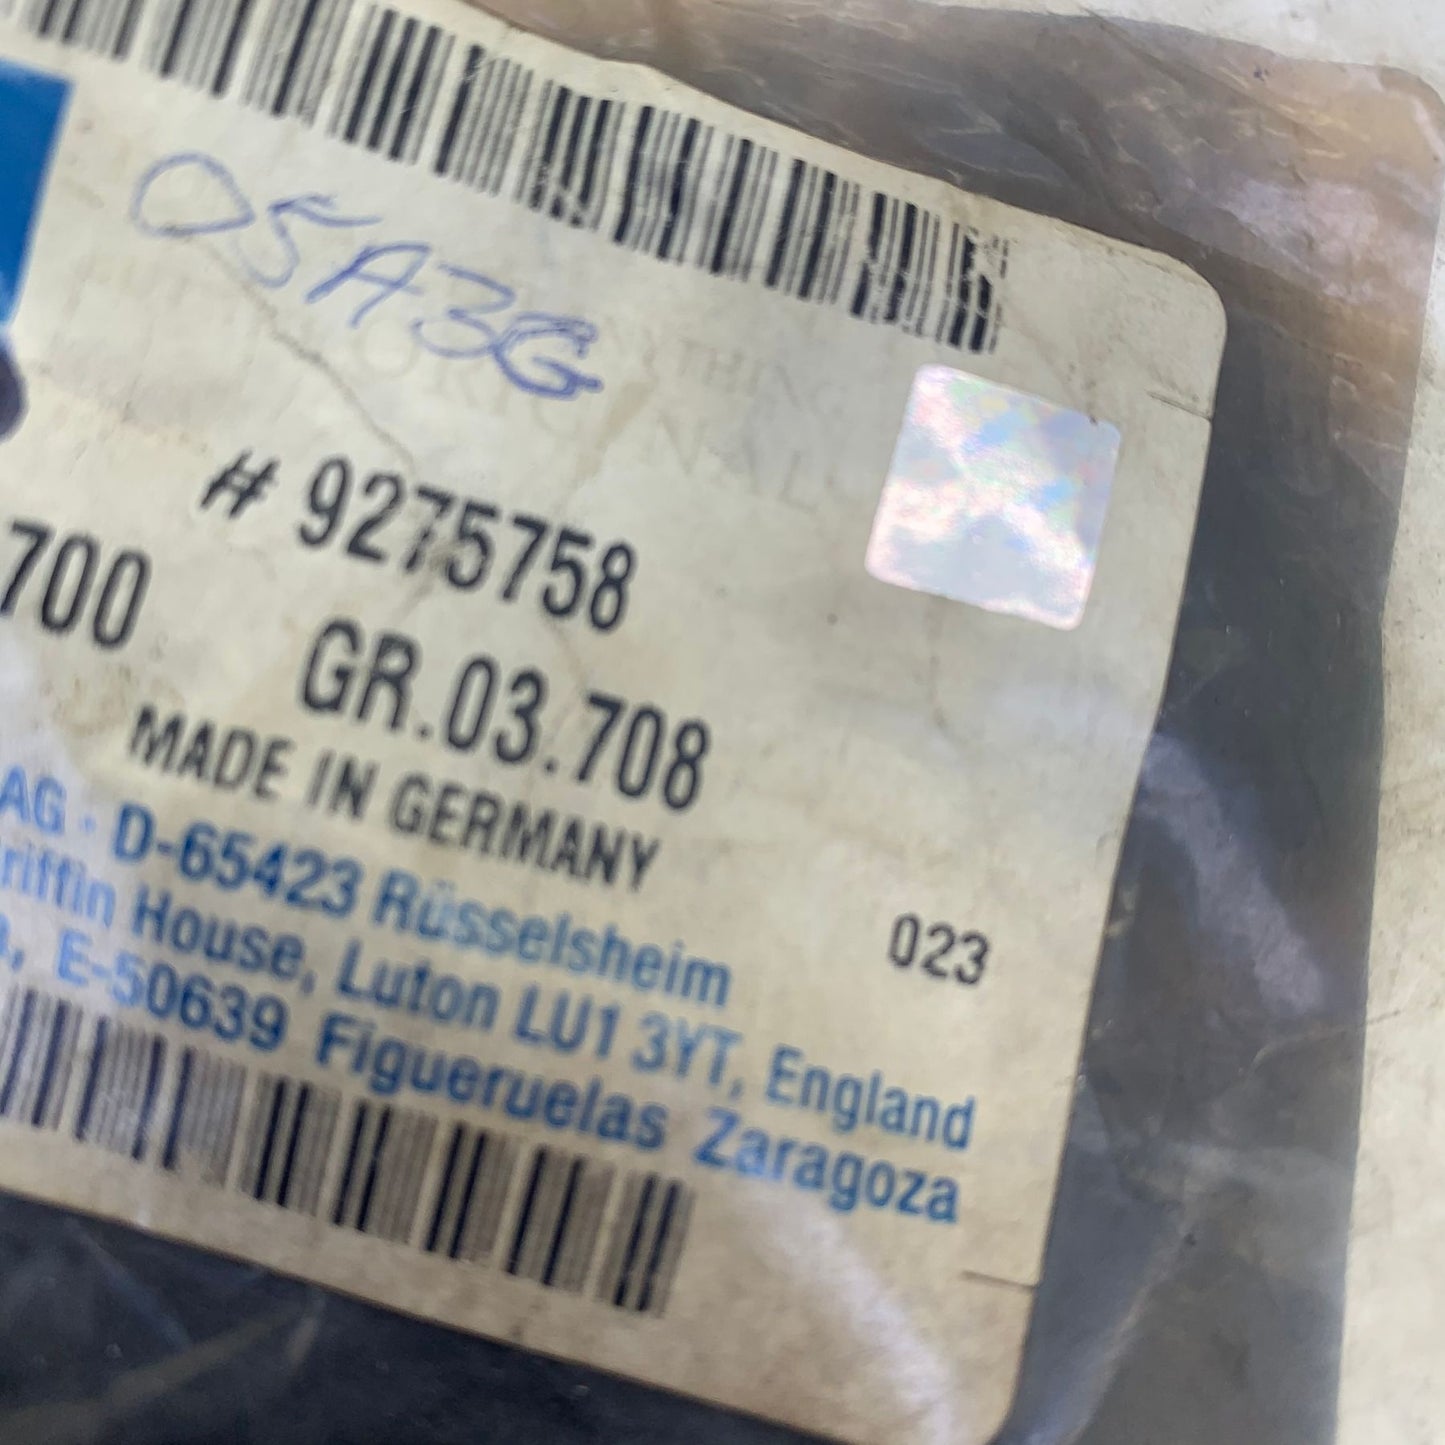 05A3G
ORIGINAL
# 9275758
700
GR.03.708
MADE IN GERMANY
AG · D-65423 Rüsselsheim
023
riffin House, Luton LU1 3YT, England
E-50639 Figueruelas Zaragoza